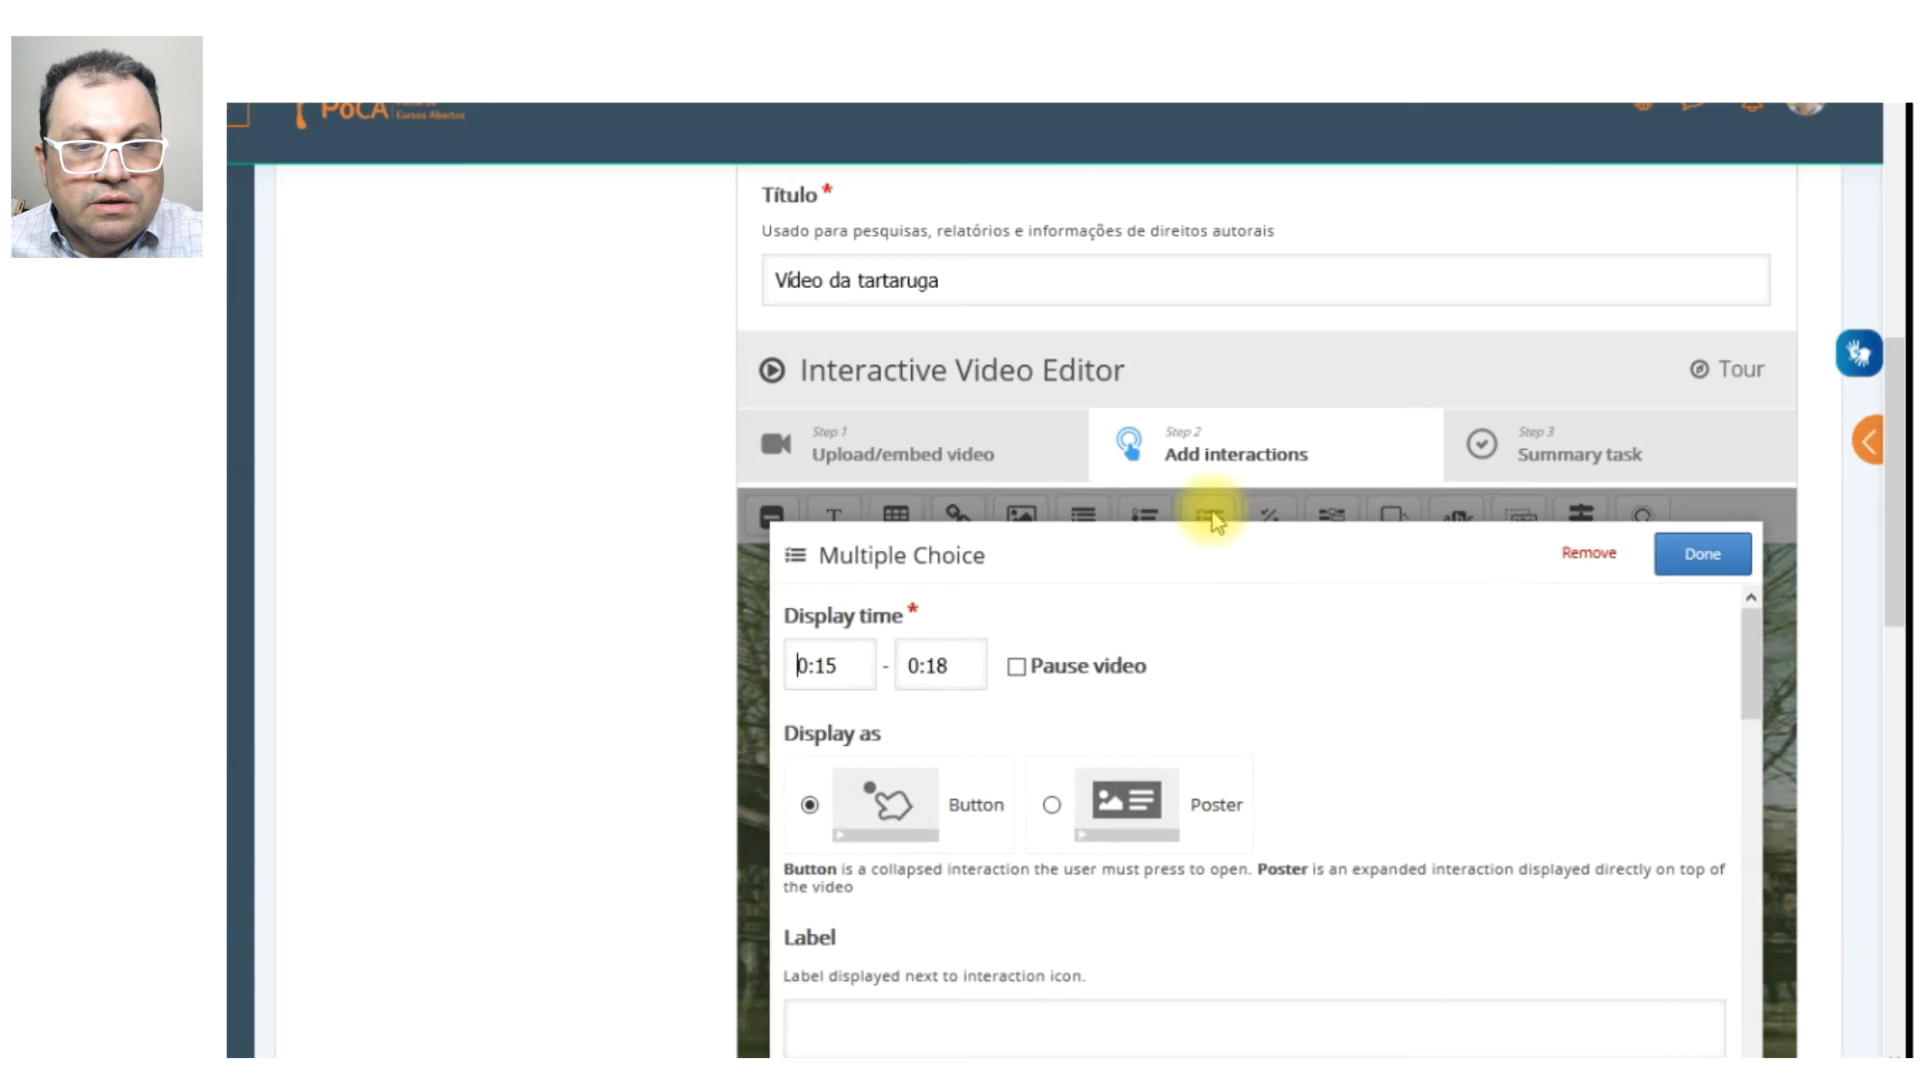 PoCA
Cursos Abertos
Título *
Usado para pesquisas, relatórios e informações de direitos autorais
Vídeo da tartaruga
Interactive Video Editor
Tour
Step 1
Upload/embed video
Step 2
Add interactions
Step 3
Summary task
Multiple Choice
Remove
Done
Display time *
0:15 - 0:18 Pause video
Display as
Button
Poster
Button is a collapsed interaction the user must press to open. Poster is an expanded interaction displayed directly on top of
the video
Label
Label displayed next to interaction icon.